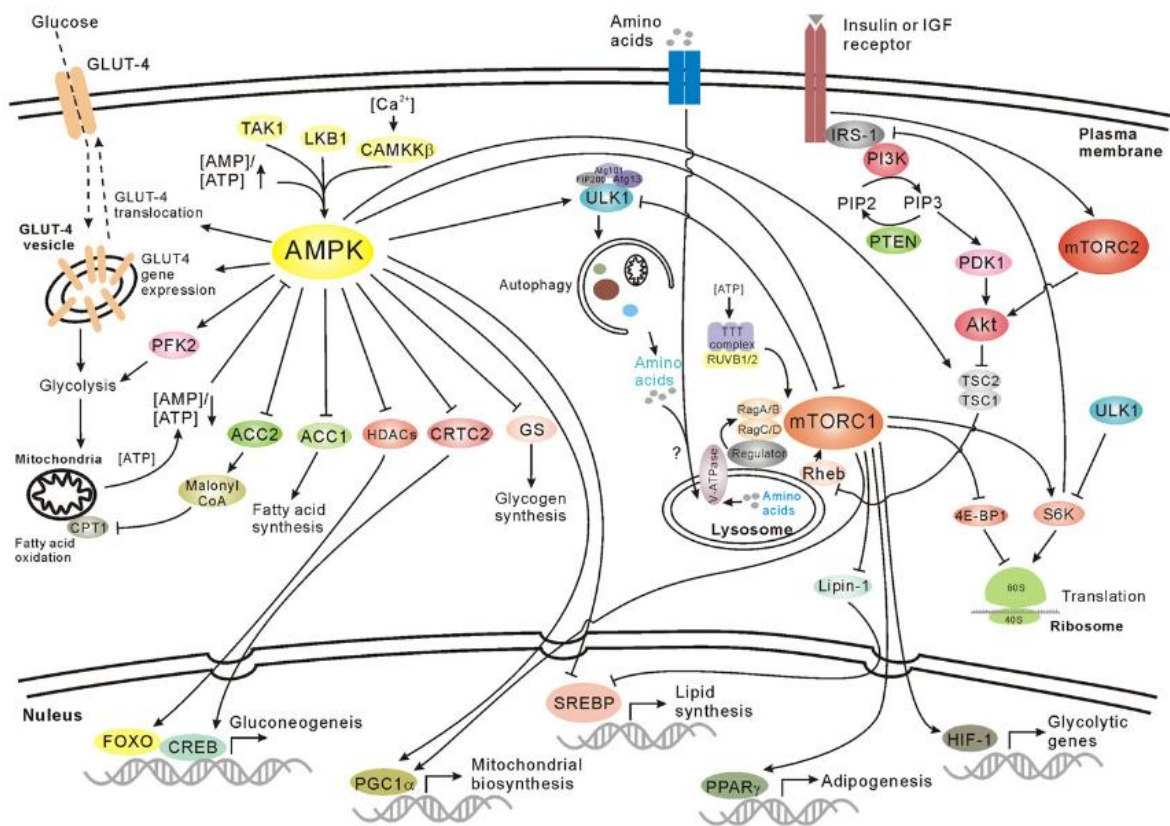 Glucose
GLUT-4
Amino
acids
Insulin or IGF
receptor
Plasma
membrane
[Ca²⁺]
TAK1
LKB1
CAMKKβ
[AMP]/
[ATP]
GLUT-4
translocation
GLUT-4
vesicle
GLUT4
gene
expression
AMPK
Atg101
FIP200
Atg13
ULK1
Autophagy
Amino
acids
IRS-1
PI3K
PIP2
PIP3
PTEN
PDK1
mTORC2
Akt
TSC2
TSC1
ULK1
[ATP]
TTT
complex
RUVB1/2
RagA/B
RagC/D
Regulator
mTORC1
Rheb
?
V-ATPase
Amino
acids
Lysosome
PFK2
Glycolysis
[AMP]/
[ATP]
Mitochondria
[ATP]
CPT1
Fatty acid
oxidation
ACC2
Malonyl
CoA
ACC1
Fatty acid
synthesis
HDACs
CRTC2
GS
Glycogen
synthesis
4E-BP1
S6K
60S
40S
Translation
Ribosome
Lipin-1
Nuleus
FOXO
CREB
Gluconeogeneis
PGC1α
Mitochondrial
biosynthesis
SREBP
Lipid
synthesis
PPARγ
Adipogenesis
HIF-1
Glycolytic
genes